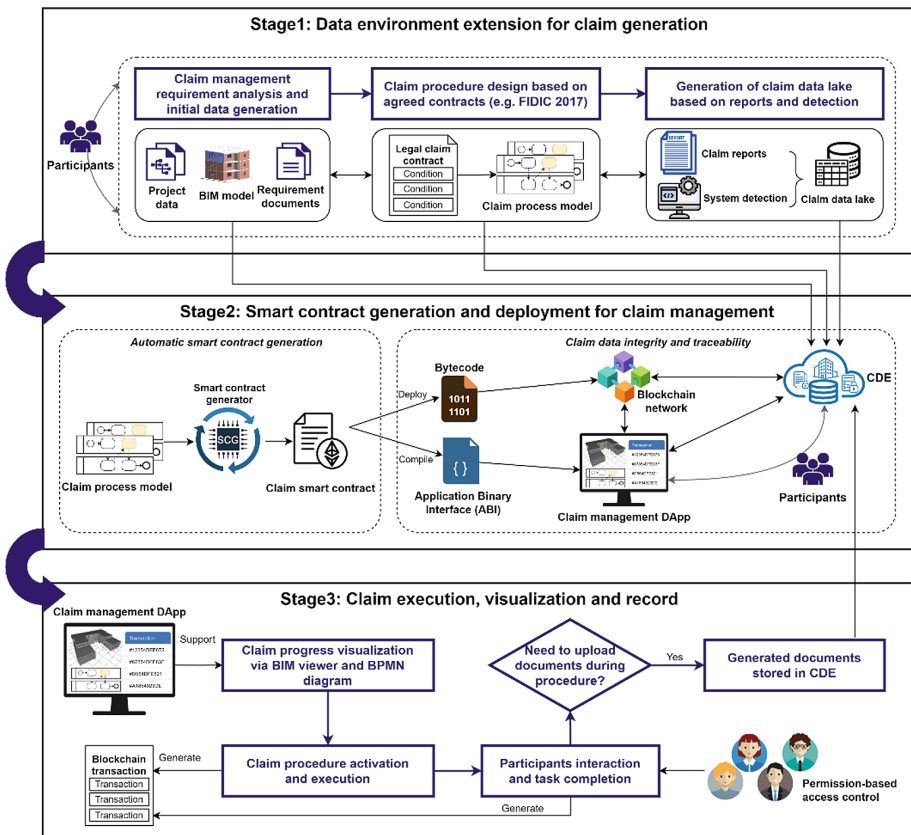 Stage1: Data environment extension for claim generation
Claim management
requirement analysis and
initial data generation
Claim procedure design based on
agreed contracts (e.g. FIDIC 2017)
Generation of claim data lake
based on reports and detection
Participants
Project
data
BIM model
Requirement
documents
Legal claim
contract
Condition
Condition
Condition
Claim process model
REPORT
Claim reports
System detection
Claim data lake
Stage2: Smart contract generation and deployment for claim management
Automatic smart contract generation
Claim data integrity and traceability
Smart contract
generator
SCG
Claim process model
Claim smart contract
Deploy
Compile
Bytecode
1011
1101
{ }
Application Binary
Interface (ABI)
Blockchain
network
Transaction
Claim management DApp
CDE
Participants
Stage3: Claim execution, visualization and record
Claim management DApp
Transaction
Support
Claim progress visualization
via BIM viewer and BPMN
diagram
Need to upload
documents during
procedure?
Yes
Generated documents
stored in CDE
Blockchain
transaction
Transaction
Transaction
Transaction
Generate
Claim procedure activation
and execution
Participants interaction
and task completion
Generate
Permission-based
access control